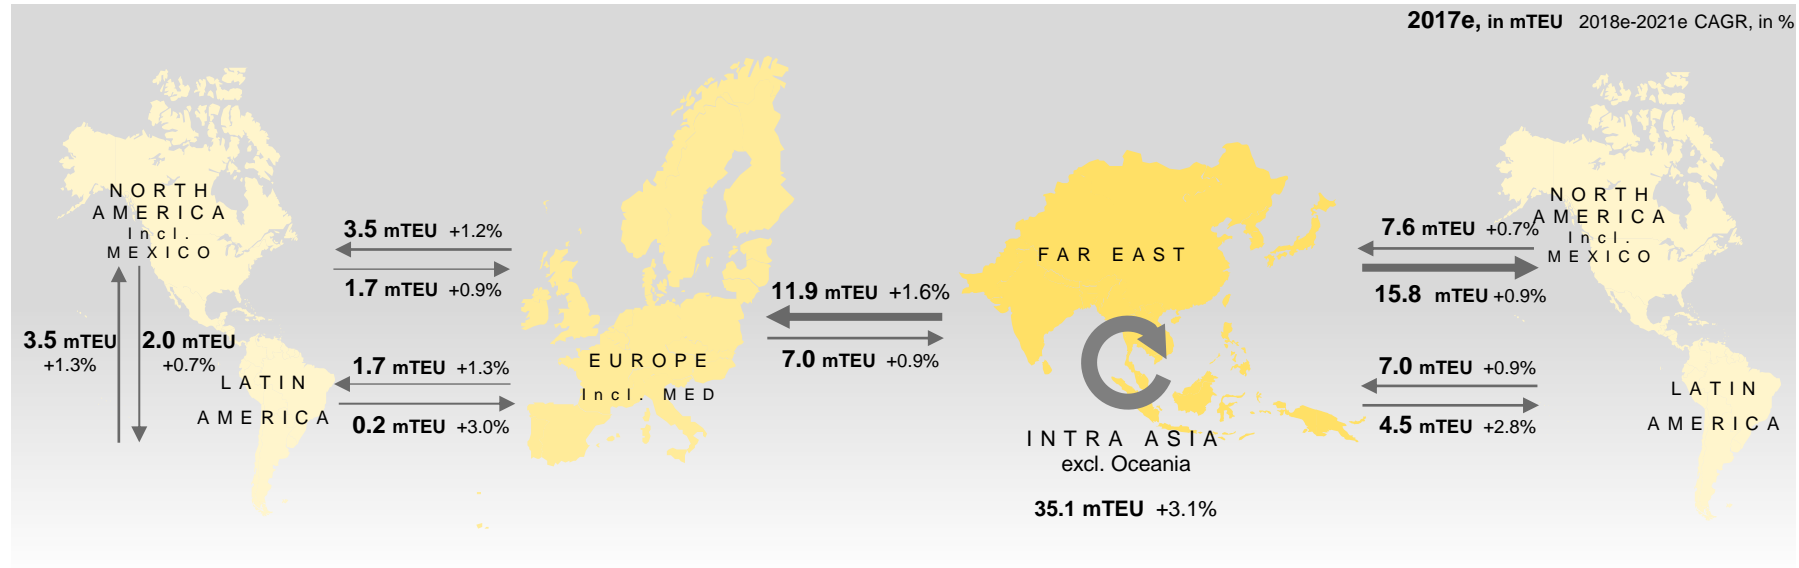 2017e, in mTEU 2018e-2021e CAGR, in %
NORTH
AMERICA
Incl.
MEXICO
3.5 mTEU +1.2%
1.7 mTEU +0.9%
3.5 mTEU
+1.3%
2.0 mTEU
+0.7%
LATIN
AMERICA
1.7 mTEU +1.3%
0.2 mTEU +3.0%
EUROPE
Incl. MED
11.9 mTEU +1.6%
7.0 mTEU +0.9%
FAR EAST
INTRA ASIA
excl. Oceania
35.1 mTEU +3.1%
7.6 mTEU +0.7%
15.8 mTEU +0.9%
NORTH
AMERICA
Incl.
MEXICO
7.0 mTEU +0.9%
4.5 mTEU +2.8%
LATIN
AMERICA